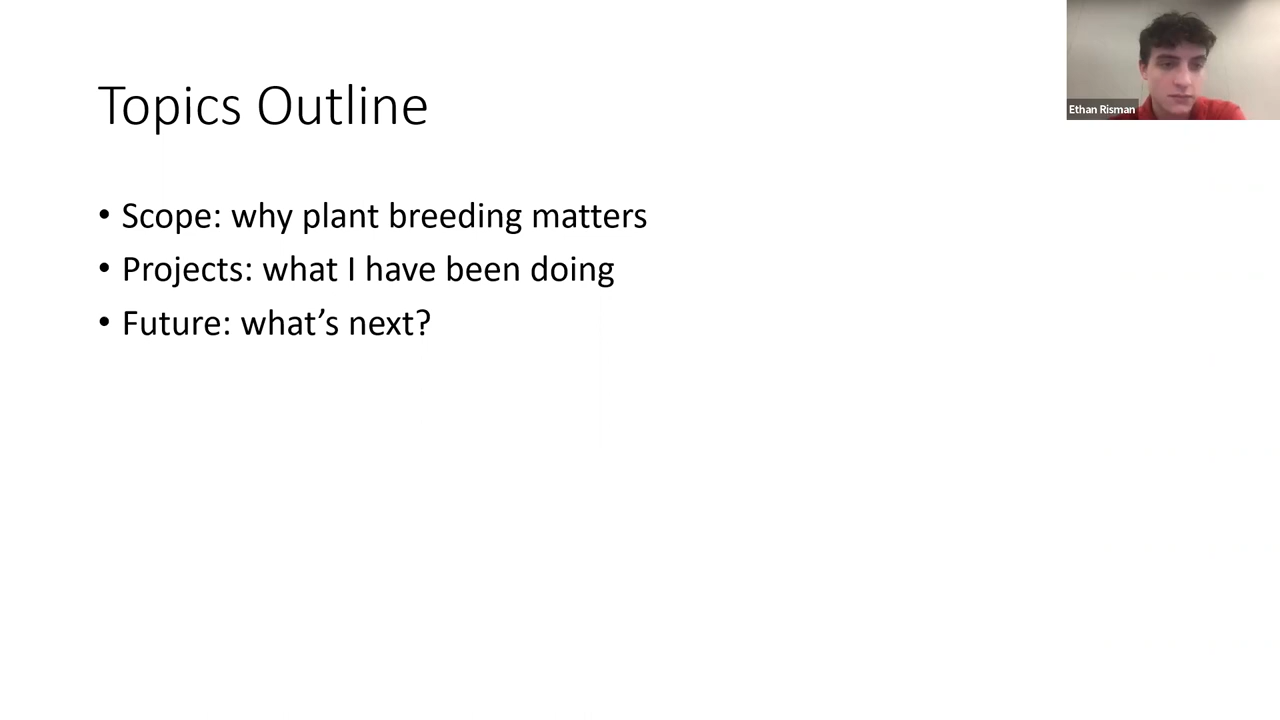 Topics Outline
• Scope: why plant breeding matters
• Projects: what I have been doing
• Future: what’s next?
Ethan Risman